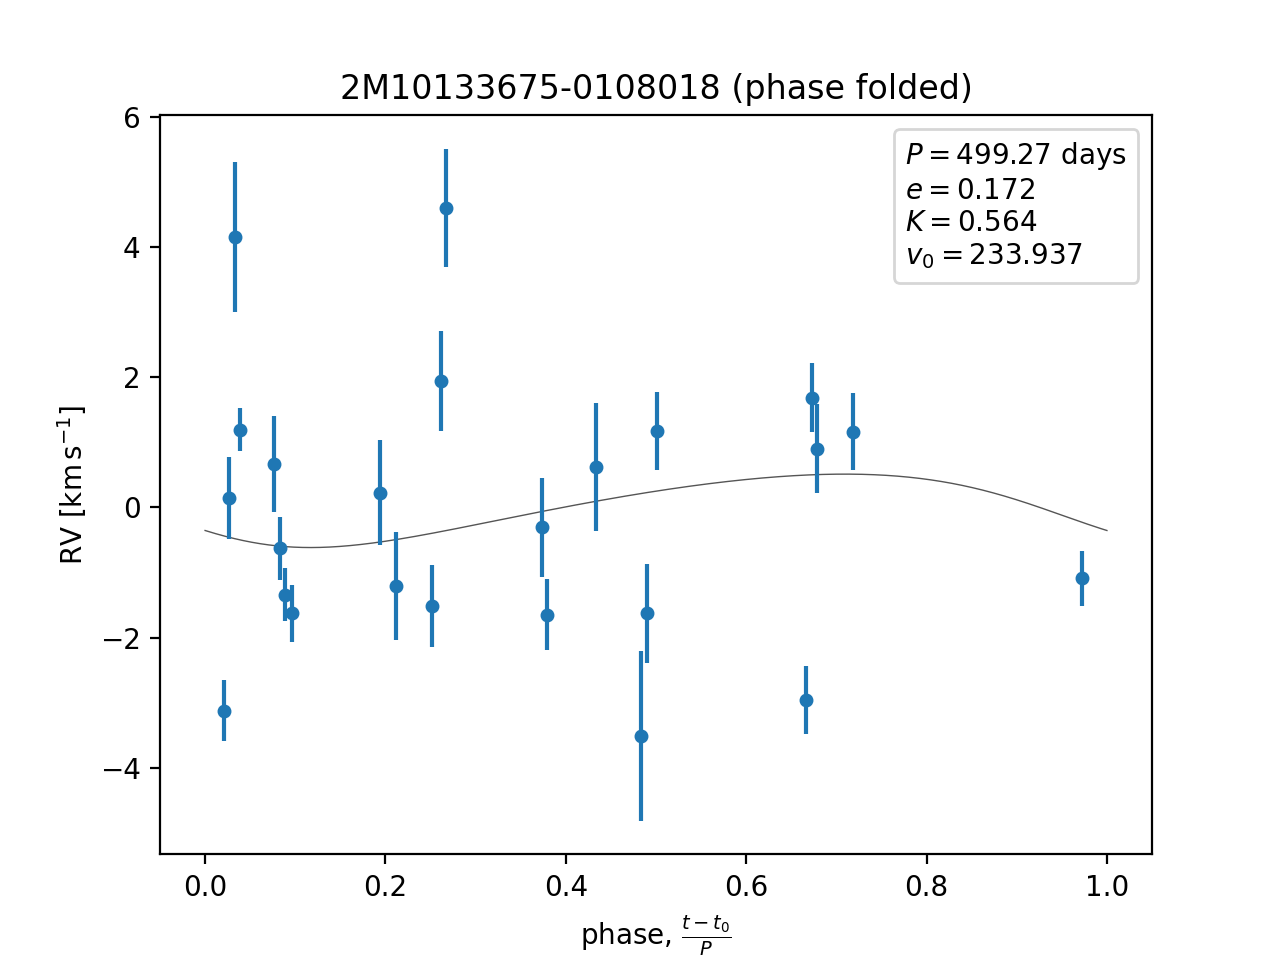 2M10133675-0108018 (phase folded)
P = 499.27 days
e = 0.172
K = 0.564
v₀ = 233.937
RV [km s⁻¹]
6
4
2
0
−2
−4
0.0 0.2 0.4 0.6 0.8 1.0
phase, (t − t₀)/P